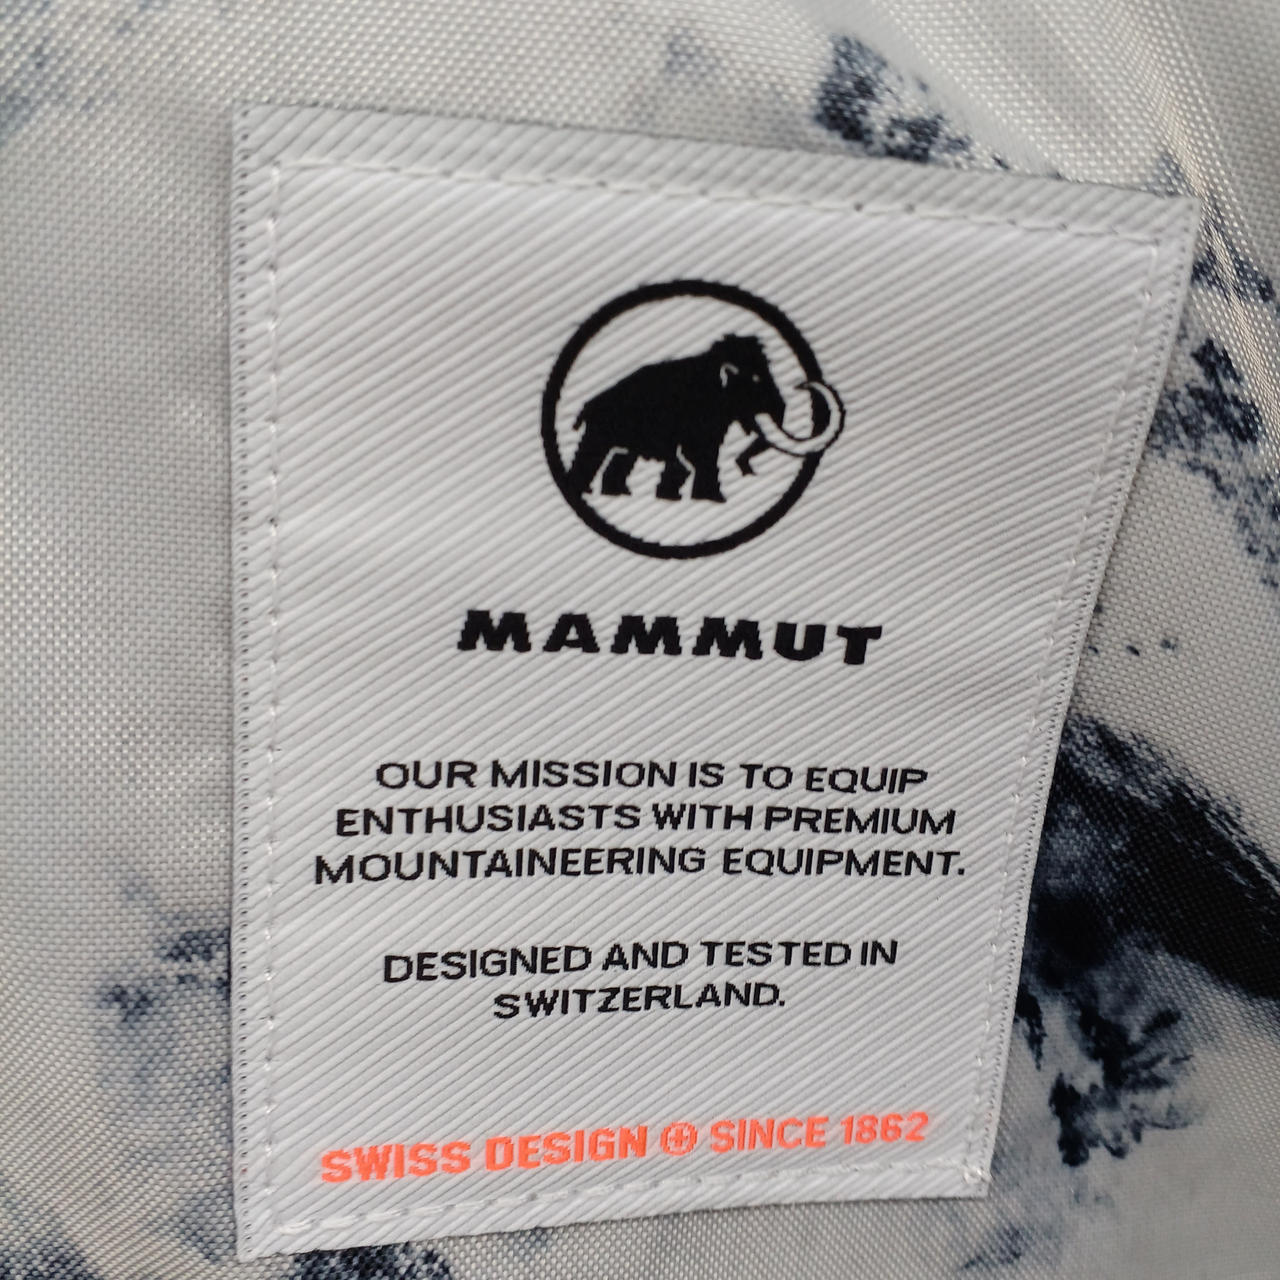 MAMMUT
OUR MISSION IS TO EQUIP
ENTHUSIASTS WITH PREMIUM
MOUNTAINEERING EQUIPMENT.
DESIGNED AND TESTED IN
SWITZERLAND.
SWISS DESIGN ⊕ SINCE 1862